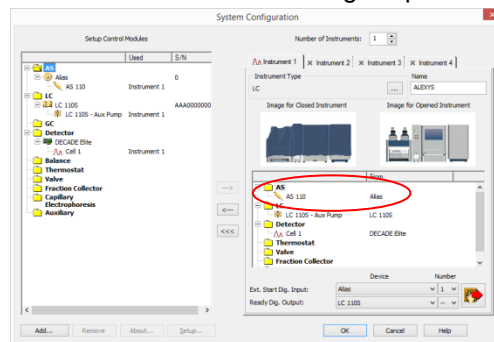 System Configuration
x
Setup Control Modules
Used
S/N
AS
Alias
0
AS 110
Instrument 1
LC
LC 110S
AAA0000000
LC 110S - Aux Pump
Instrument 1
GC
Detector
DECADE Elite
Cell 1
Instrument 1
Balance
Thermostat
Valve
Fraction Collector
Capillary
Electrophoresis
Auxiliary
Add...
Remove
About...
Setup...
-->
<--
<<<
Number of Instruments:
1
Instrument 1
Instrument 2
Instrument 3
Instrument 4
Instrument Type
Name
LC
...
ALEXYS
Image for Closed Instrument
Image for Opened Instrument
From
AS
AS 110
Alias
LC
LC 110S - Aux Pump
LC 110S
Detector
Cell 1
DECADE Elite
Thermostat
Valve
Fraction Collector
Device
Number
Ext. Start Dig. Input:
Alias
1
Ready Dig. Output:
LC 110S
--
OK
Cancel
Help